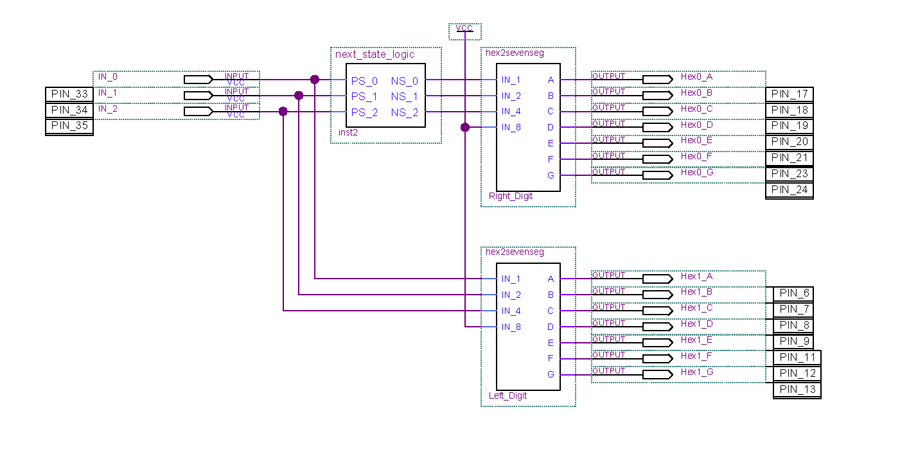 VCC
next_state_logic
hex2sevenseg
IN_0 INPUT VCC
PS_0 NS_0
IN_1 A OUTPUT Hex0_A
PIN_33 IN_1 INPUT VCC
PS_1 NS_1
IN_2 B OUTPUT Hex0_B PIN_17
PIN_34 IN_2 INPUT VCC
PS_2 NS_2
IN_4 C OUTPUT Hex0_C PIN_18
PIN_35
inst2
IN_8 D OUTPUT Hex0_D PIN_19
E OUTPUT Hex0_E PIN_20
F OUTPUT Hex0_F PIN_21
G OUTPUT Hex0_G PIN_23
PIN_24
Right_Digit
hex2sevenseg
IN_1 A OUTPUT Hex1_A
IN_2 B OUTPUT Hex1_B PIN_6
IN_4 C OUTPUT Hex1_C PIN_7
IN_8 D OUTPUT Hex1_D PIN_8
E OUTPUT Hex1_E PIN_9
F OUTPUT Hex1_F PIN_11
G OUTPUT Hex1_G PIN_12
PIN_13
Left_Digit